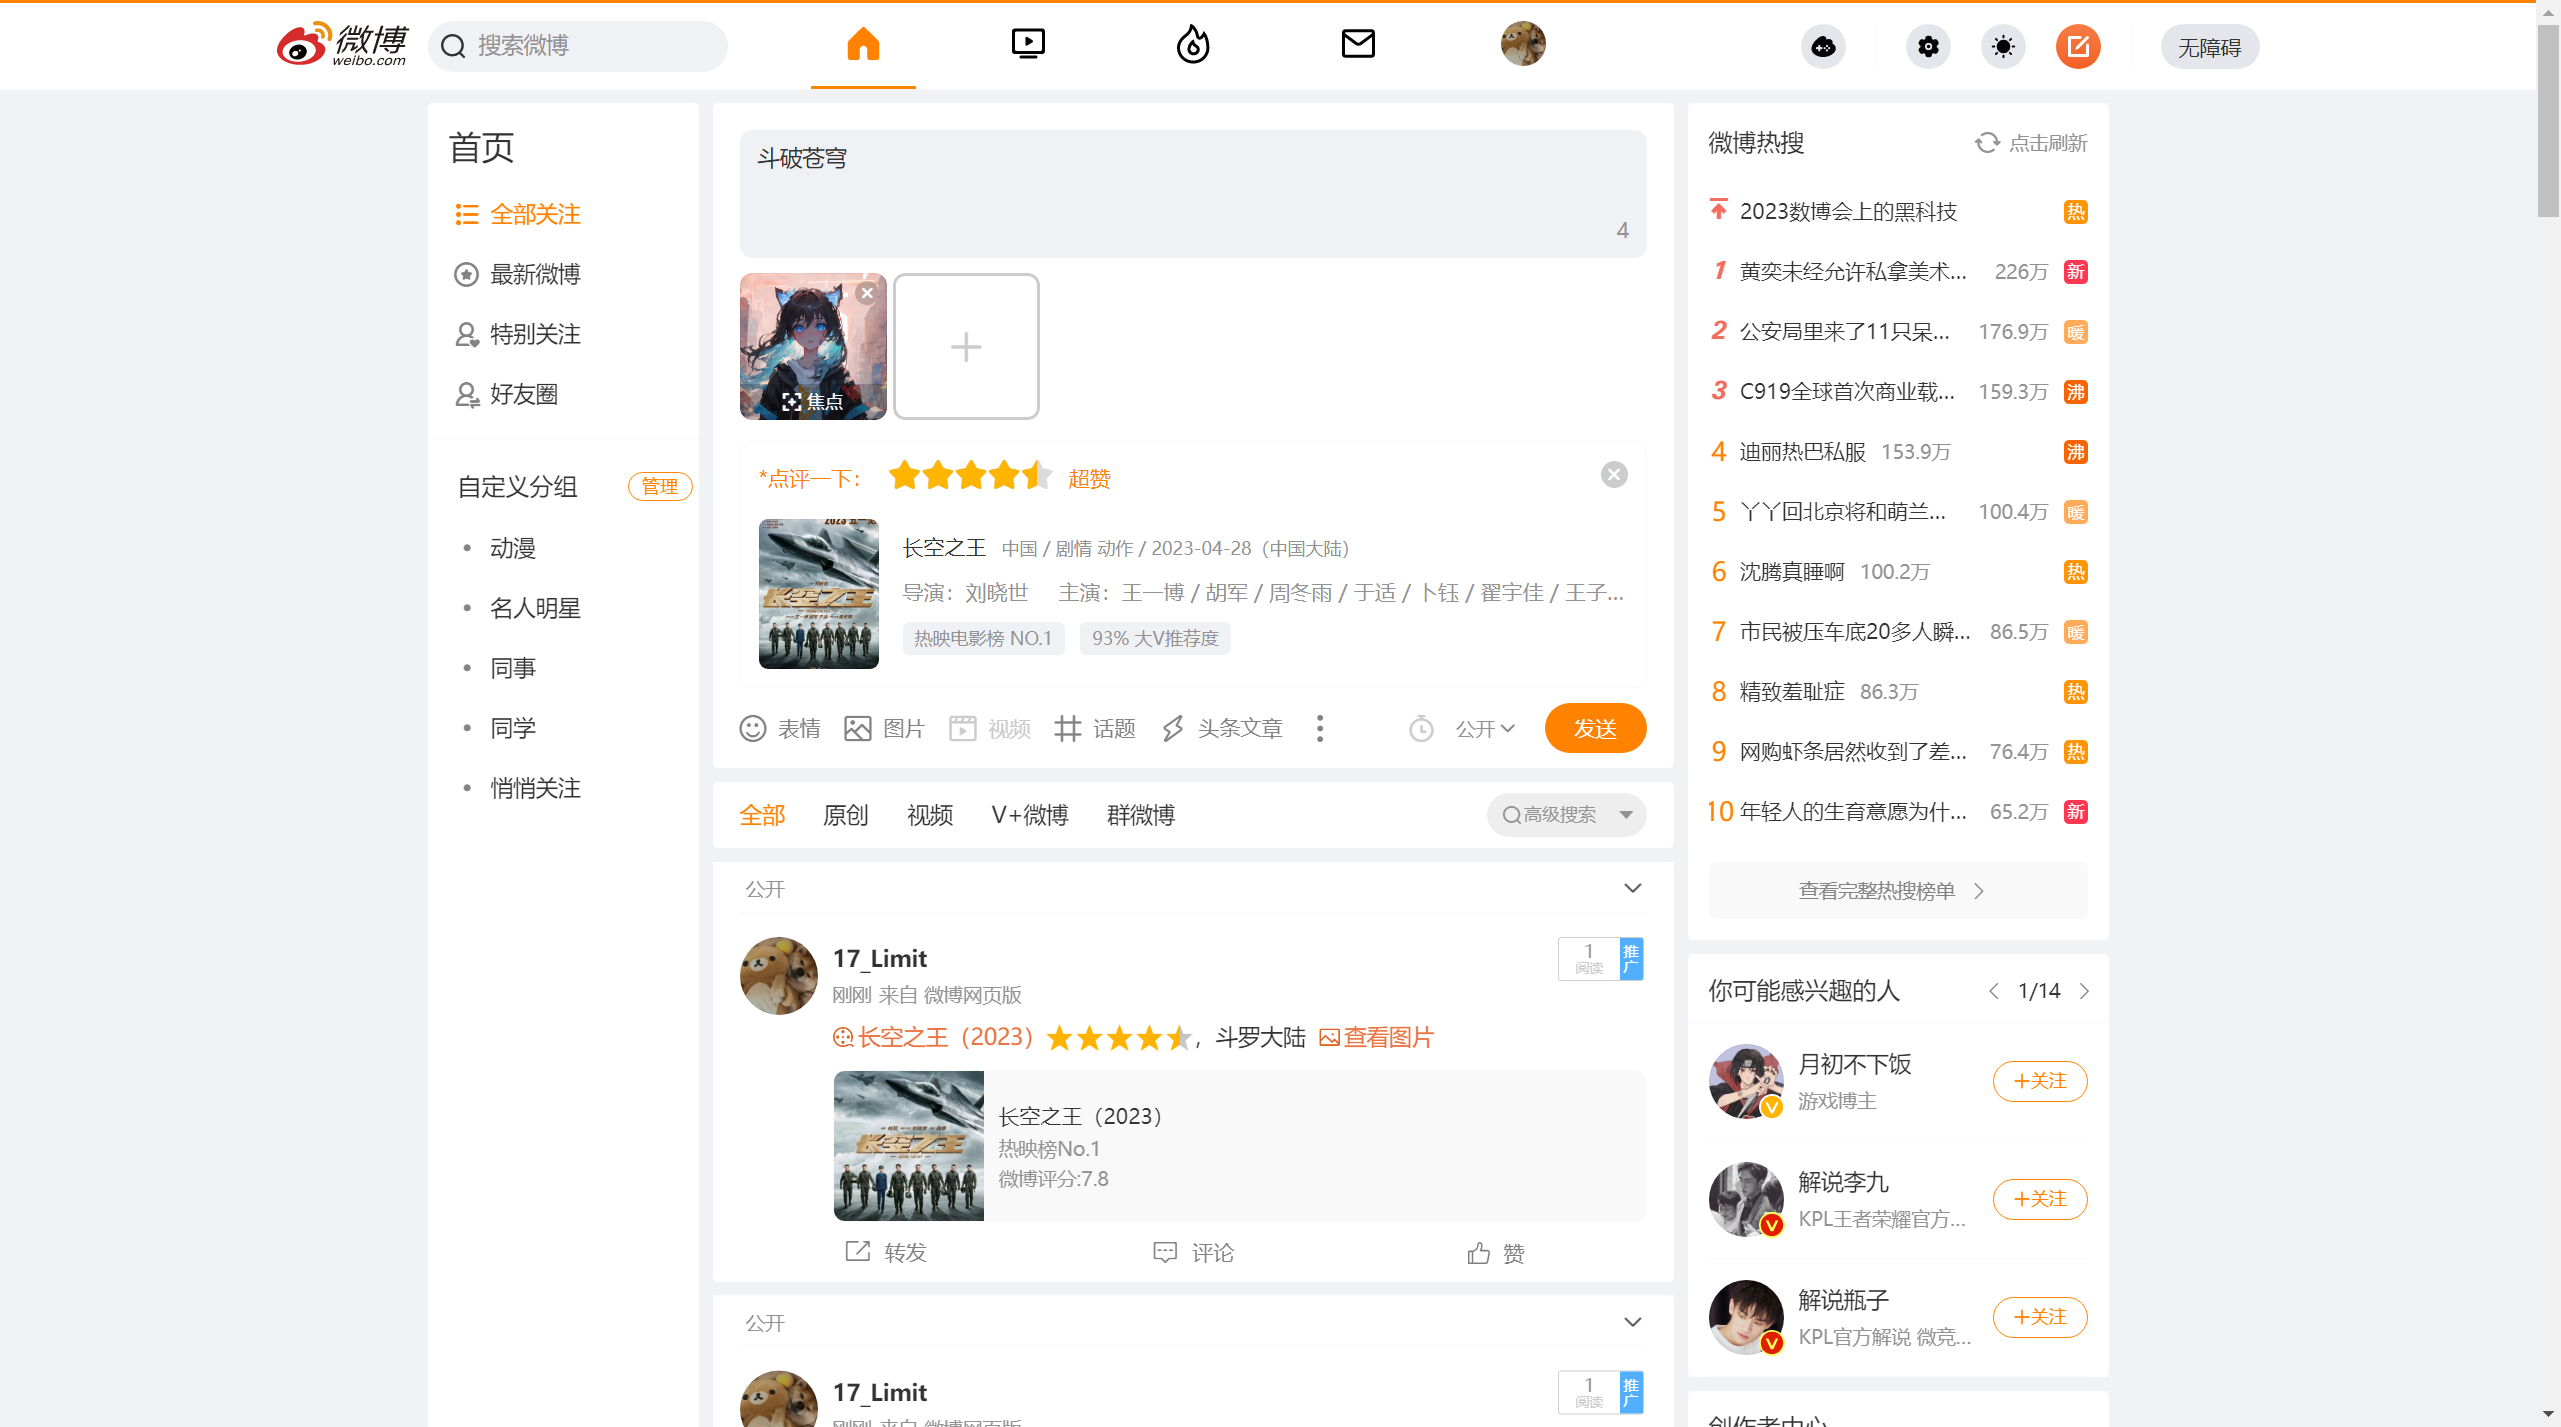 微博
weibo.com
搜索微博
无障碍
首页
全部关注
最新微博
特别关注
好友圈
自定义分组
管理
动漫
名人明星
同事
同学
悄悄关注
斗破苍穹
4
焦点
*点评一下：
超赞
长空之王 中国 / 剧情 动作 / 2023-04-28（中国大陆）
导演：刘晓世 主演：王一博 / 胡军 / 周冬雨 / 于适 / 卜钰 / 翟宇佳 / 王子...
热映电影榜 NO.1 93% 大V推荐度
长空之王
表情 图片 视频 话题 头条文章 公开 发送
全部 原创 视频 V+微博 群微博 高级搜索
公开
17_Limit
1
阅读
推广
刚刚 来自 微博网页版
长空之王（2023） ，斗罗大陆 查看图片
长空之王
长空之王（2023）
热映榜No.1
微博评分:7.8
转发 评论 赞
公开
17_Limit
1
阅读
推广
刚刚 来自 微博网页版
微博热搜 点击刷新
2023数博会上的黑科技 热
1 黄奕未经允许私拿美术... 226万 新
2 公安局里来了11只呆... 176.9万 暖
3 C919全球首次商业载... 159.3万 沸
4 迪丽热巴私服 153.9万 沸
5 丫丫回北京将和萌兰... 100.4万 暖
6 沈腾真睡啊 100.2万 热
7 市民被压车底20多人瞬... 86.5万 暖
8 精致羞耻症 86.3万 热
9 网购虾条居然收到了差... 76.4万 热
10 年轻人的生育意愿为什... 65.2万 新
查看完整热搜榜单
你可能感兴趣的人 1/14
月初不下饭
游戏博主
+关注
解说李九
KPL王者荣耀官方...
+关注
解说瓶子
KPL官方解说 微竞...
+关注
创作者中心